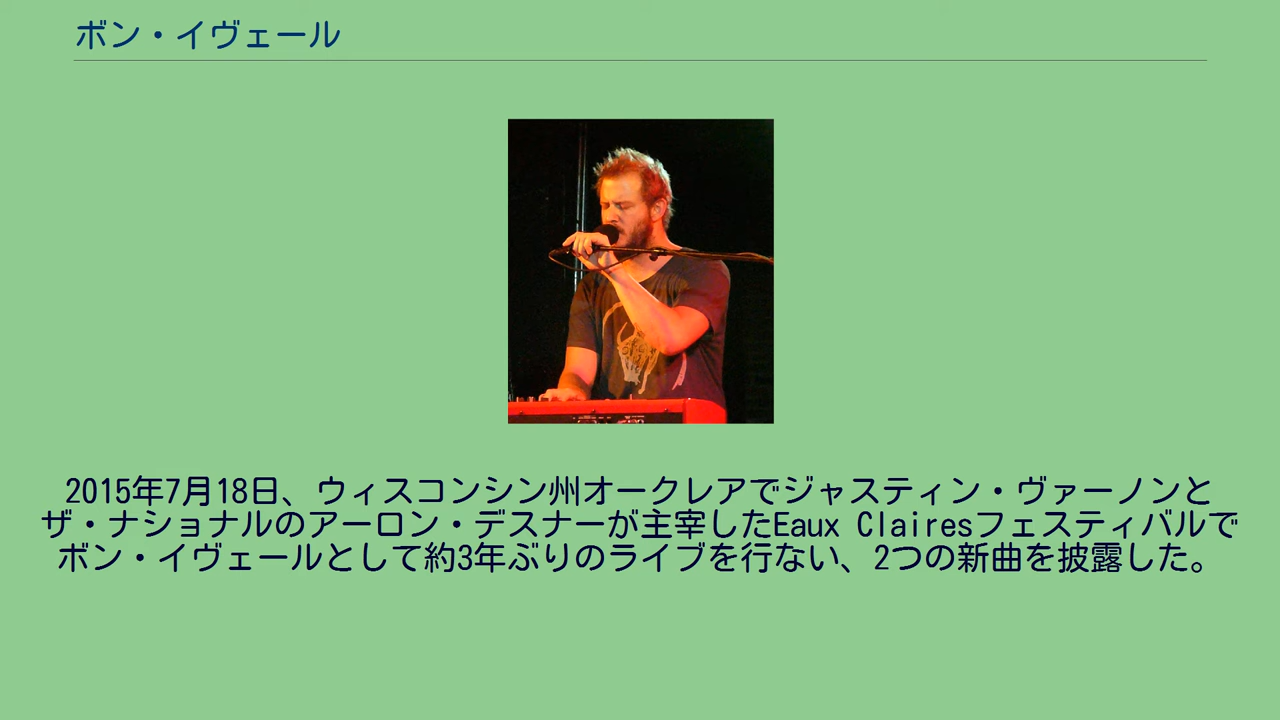 ボン・イヴェール
2015年7月18日、ウィスコンシン州オークレアでジャスティン・ヴァーノンと
ザ・ナショナルのアーロン・デスナーが主宰したEaux Clairesフェスティバルで
ボン・イヴェールとして約3年ぶりのライブを行ない、2つの新曲を披露した。